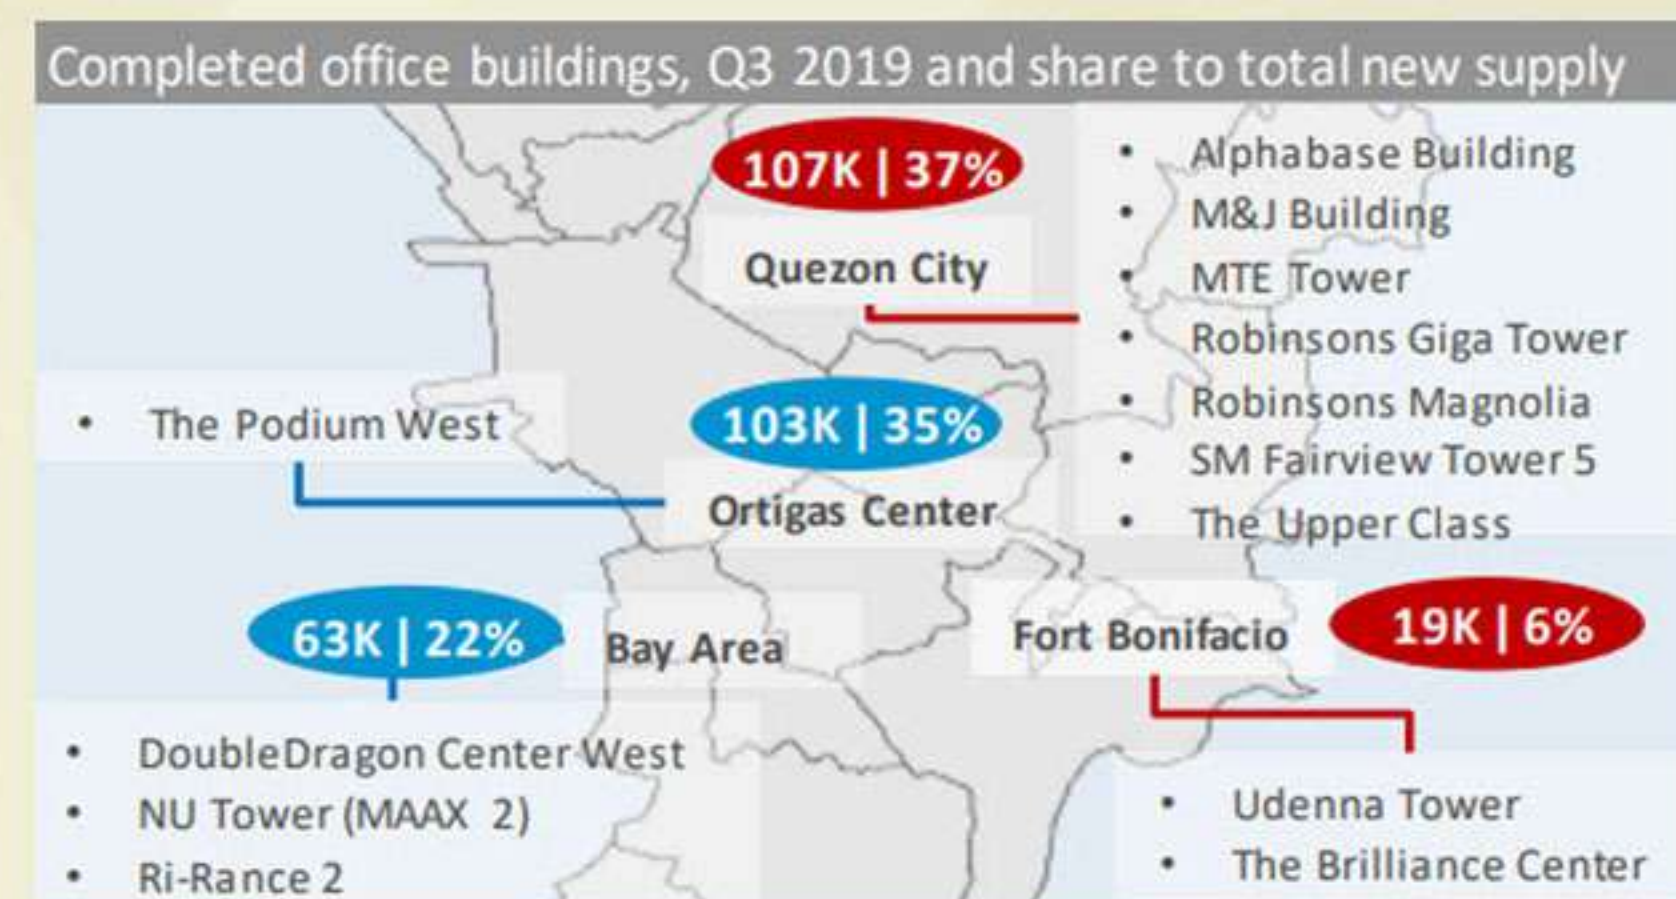 Completed office buildings, Q3 2019 and share to total new supply
107K | 37%
Quezon City
• Alphabase Building
• M&J Building
• MTE Tower
• Robinsons Giga Tower
• Robinsons Magnolia
• SM Fairview Tower 5
• The Upper Class
• The Podium West
103K | 35%
Ortigas Center
63K | 22%
Bay Area
• DoubleDragon Center West
• NU Tower (MAAX 2)
• Ri-Rance 2
Fort Bonifacio
19K | 6%
• Udenna Tower
• The Brilliance Center